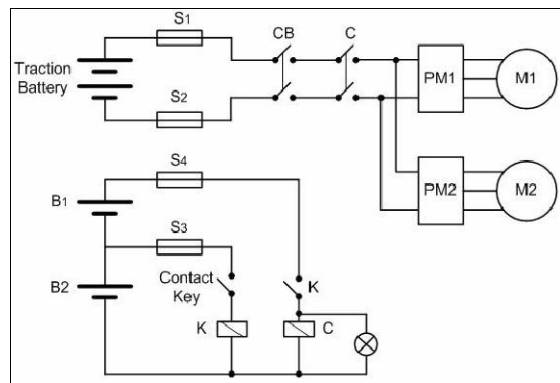 S1
CB
C
Traction
Battery
PM1
M1
S2
S4
PM2
M2
B1
S3
Contact
Key
K
B2
K
C